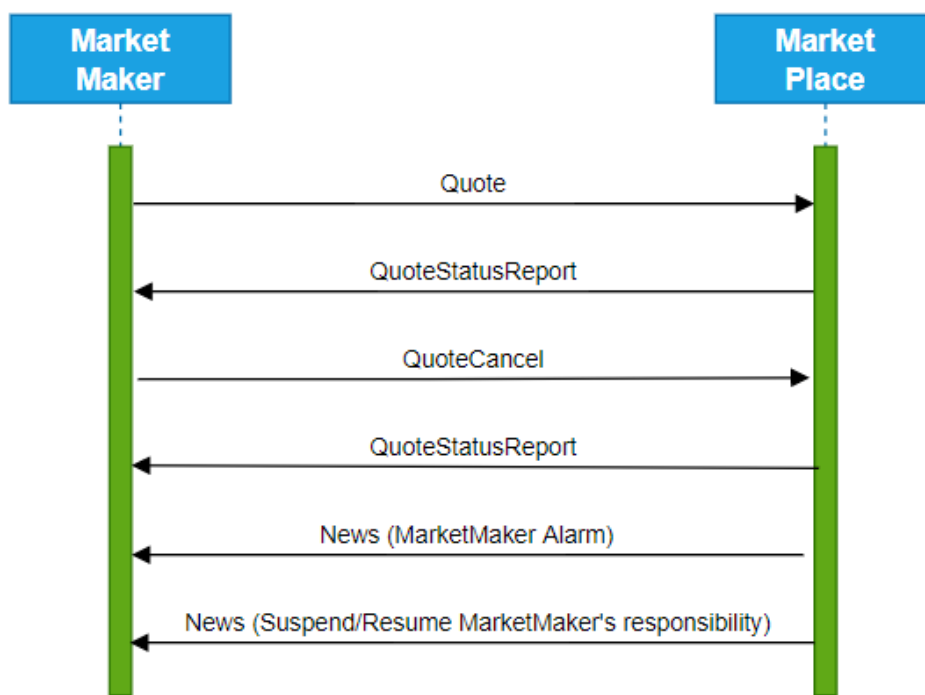 Market
Maker
Market
Place
Quote
QuoteStatusReport
QuoteCancel
QuoteStatusReport
News (MarketMaker Alarm)
News (Suspend/Resume MarketMaker's responsibility)